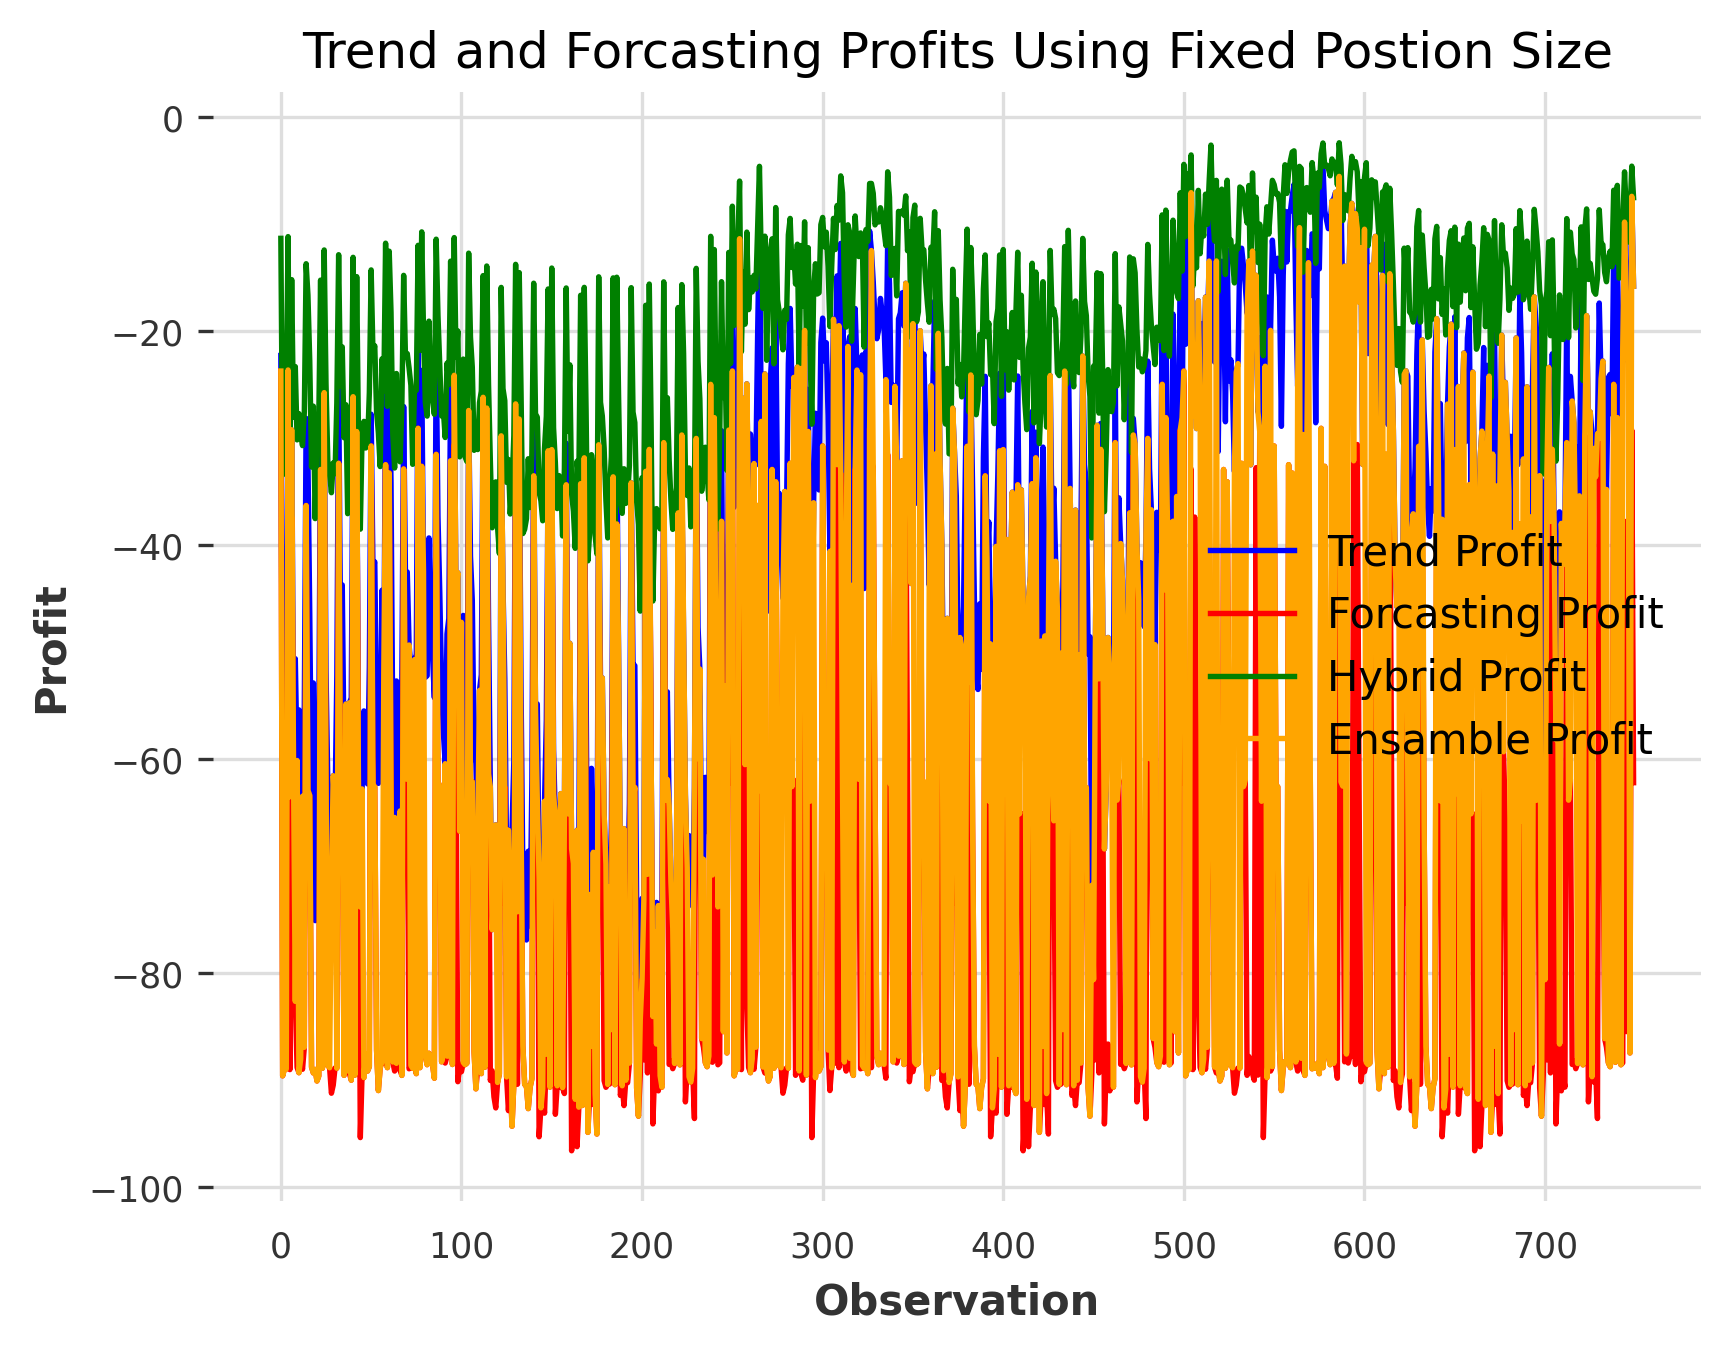 Trend and Forcasting Profits Using Fixed Postion Size
0
−20
−40
−60
−80
−100
Profit
Trend Profit
Forcasting Profit
Hybrid Profit
Ensamble Profit
0 100 200 300 400 500 600 700
Observation